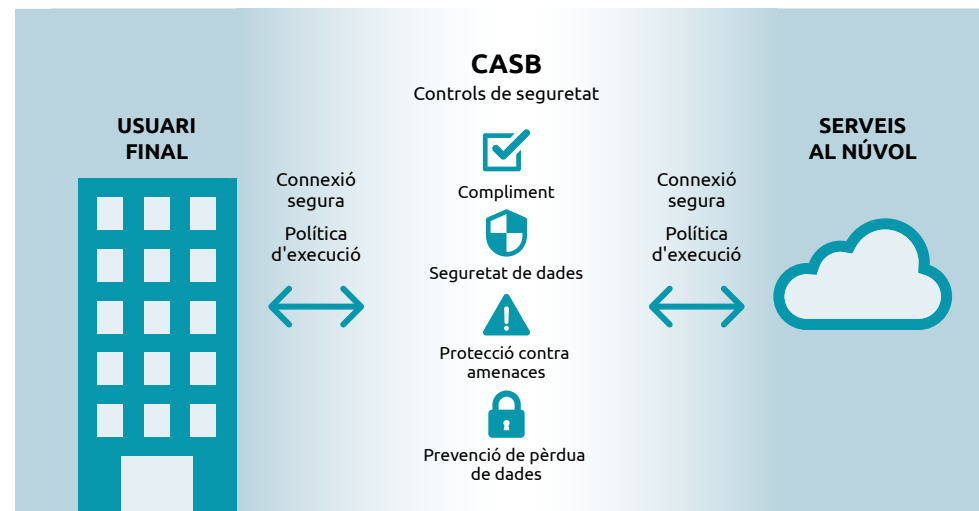 USUARI
FINAL
Connexió
segura
Política
d'execució
CASB
Controls de seguretat
Compliment
Seguretat de dades
Protecció contra
amenaces
Prevenció de pèrdua
de dades
Connexió
segura
Política
d'execució
SERVEIS
AL NÚVOL